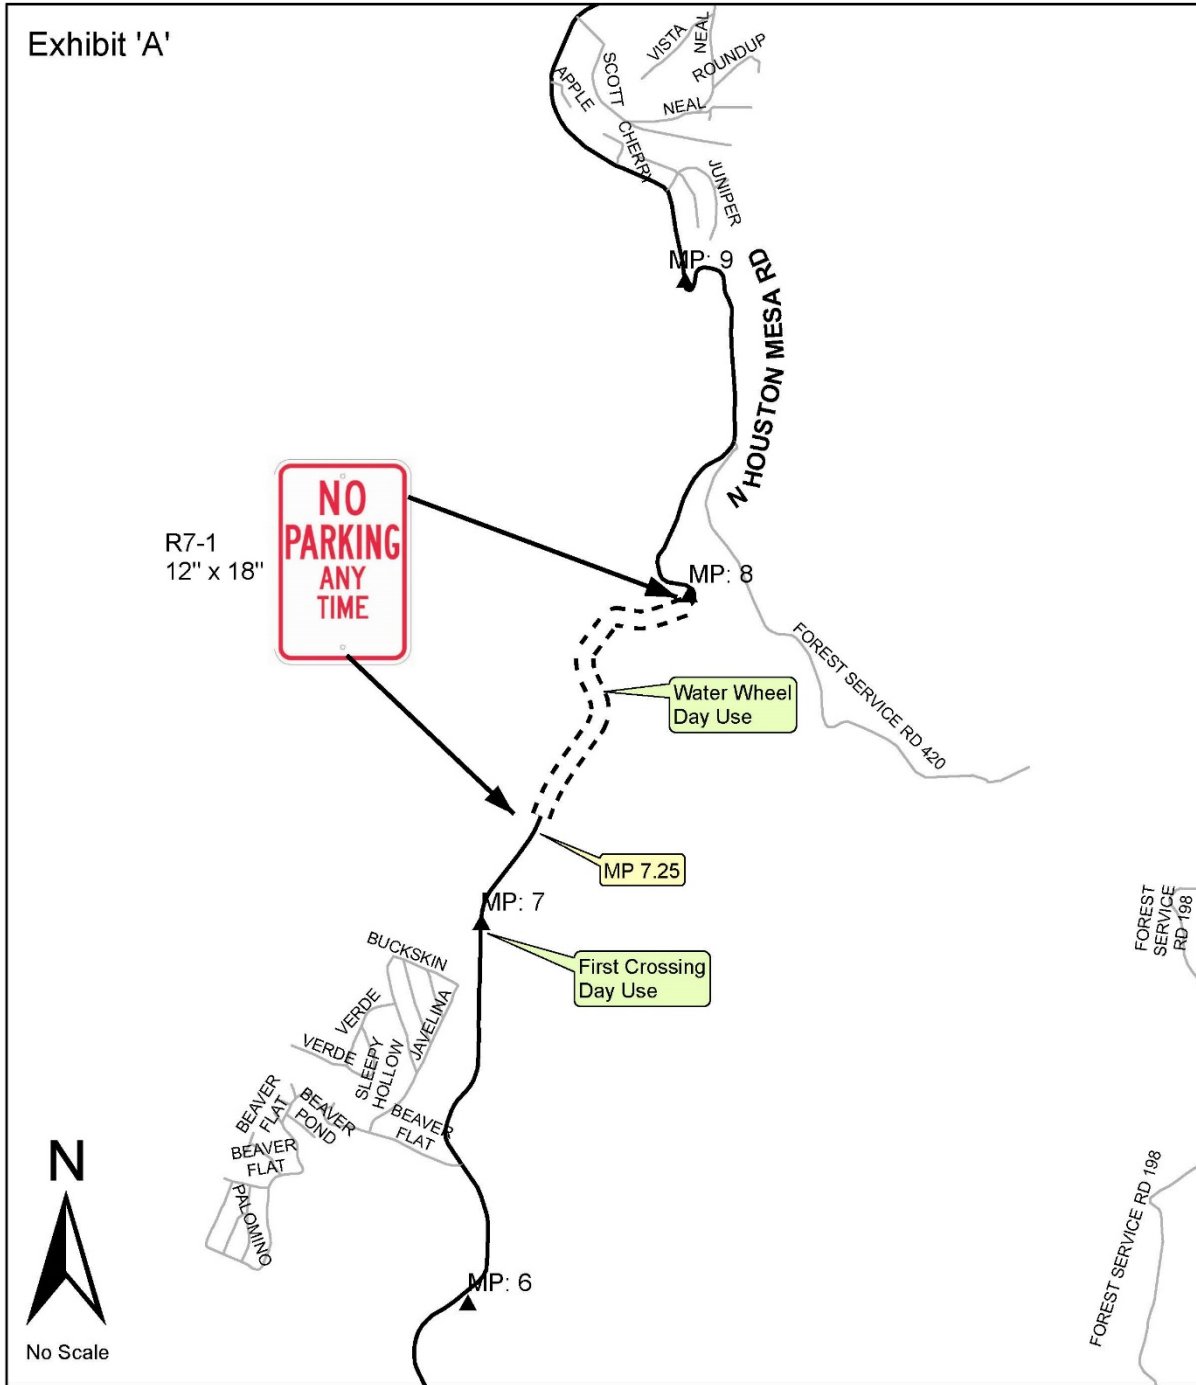 Exhibit 'A'
VISTA
NEAL
ROUNDUP
SCOTT
APPLE
NEAL
CHERRY
JUNIPER
MP: 9
N HOUSTON MESA RD
NO
PARKING
ANY
TIME
R7-1
12" x 18"
MP: 8
FOREST SERVICE RD 420
Water Wheel
Day Use
MP 7.25
MP: 7
First Crossing
Day Use
FOREST
SERVICE
RD 198
BUCKSKIN
VERDE
JAVELINA
VERDE
SLEEPY
HOLLOW
BEAVER
FLAT
BEAVER
POND
BEAVER
FLAT
BEAVER
FLAT
PALOMINO
FOREST SERVICE RD 198
MP: 6
N
No Scale